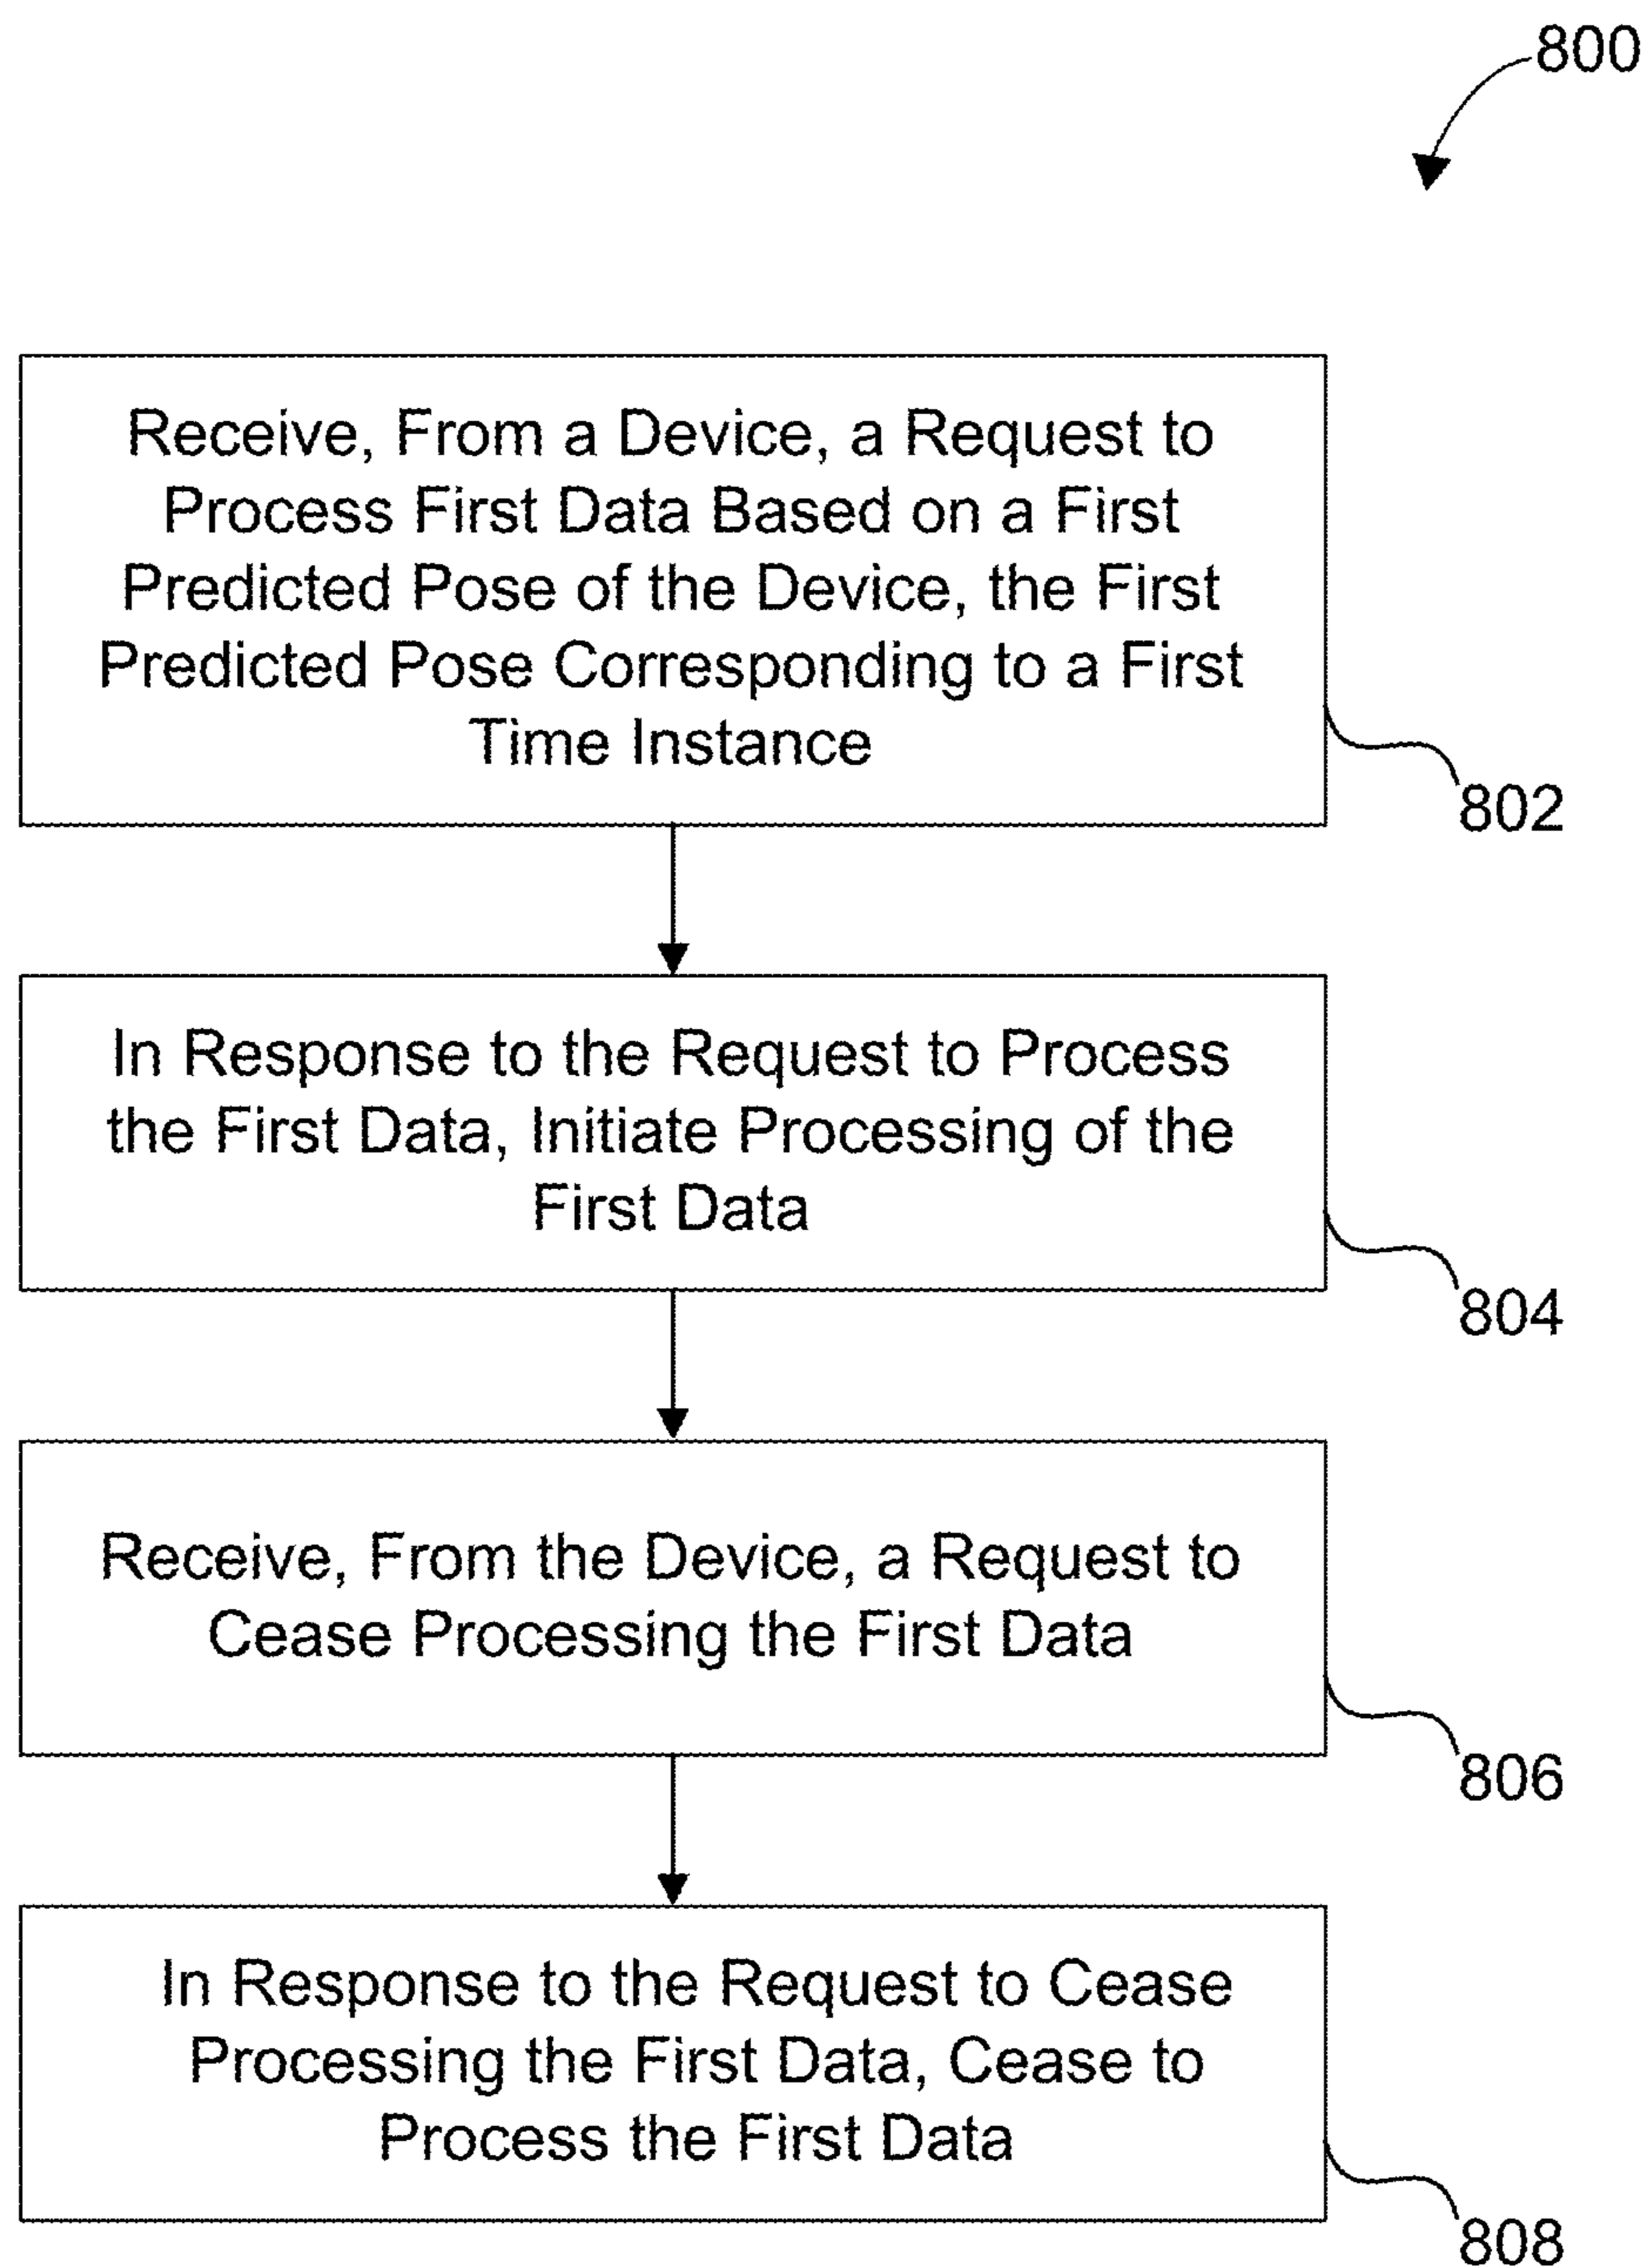 800
Receive, From a Device, a Request to
Process First Data Based on a First
Predicted Pose of the Device, the First
Predicted Pose Corresponding to a First
Time Instance
802
In Response to the Request to Process
the First Data, Initiate Processing of the
First Data
804
Receive, From the Device, a Request to
Cease Processing the First Data
806
In Response to the Request to Cease
Processing the First Data, Cease to
Process the First Data
808